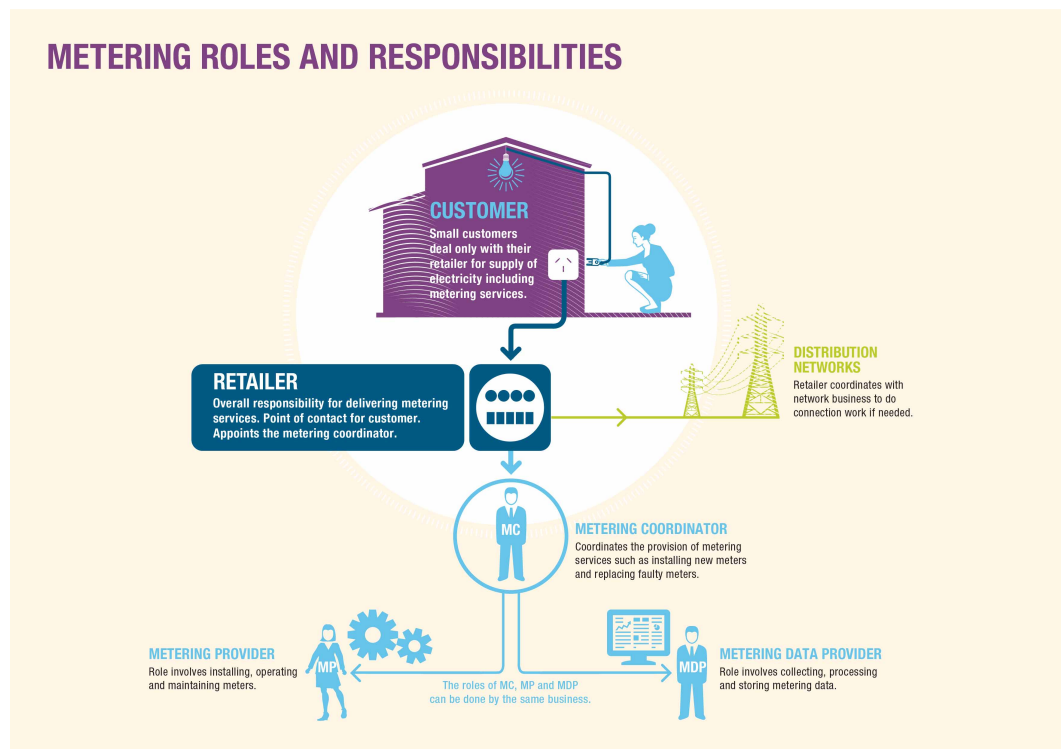 METERING ROLES AND RESPONSIBILITIES
CUSTOMER
Small customers
deal only with their
retailer for supply of
electricity including
metering services.
DISTRIBUTION
NETWORKS
Retailer coordinates with
network business to do
connection work if needed.
RETAILER
Overall responsibility for delivering metering
services. Point of contact for customer.
Appoints the metering coordinator.
MC
METERING COORDINATOR
Coordinates the provision of metering
services such as installing new meters
and replacing faulty meters.
METERING PROVIDER
Role involves installing, operating
and maintaining meters.
MP
The roles of MC, MP and MDP
can be done by the same business.
MDP
METERING DATA PROVIDER
Role involves collecting, processing
and storing metering data.